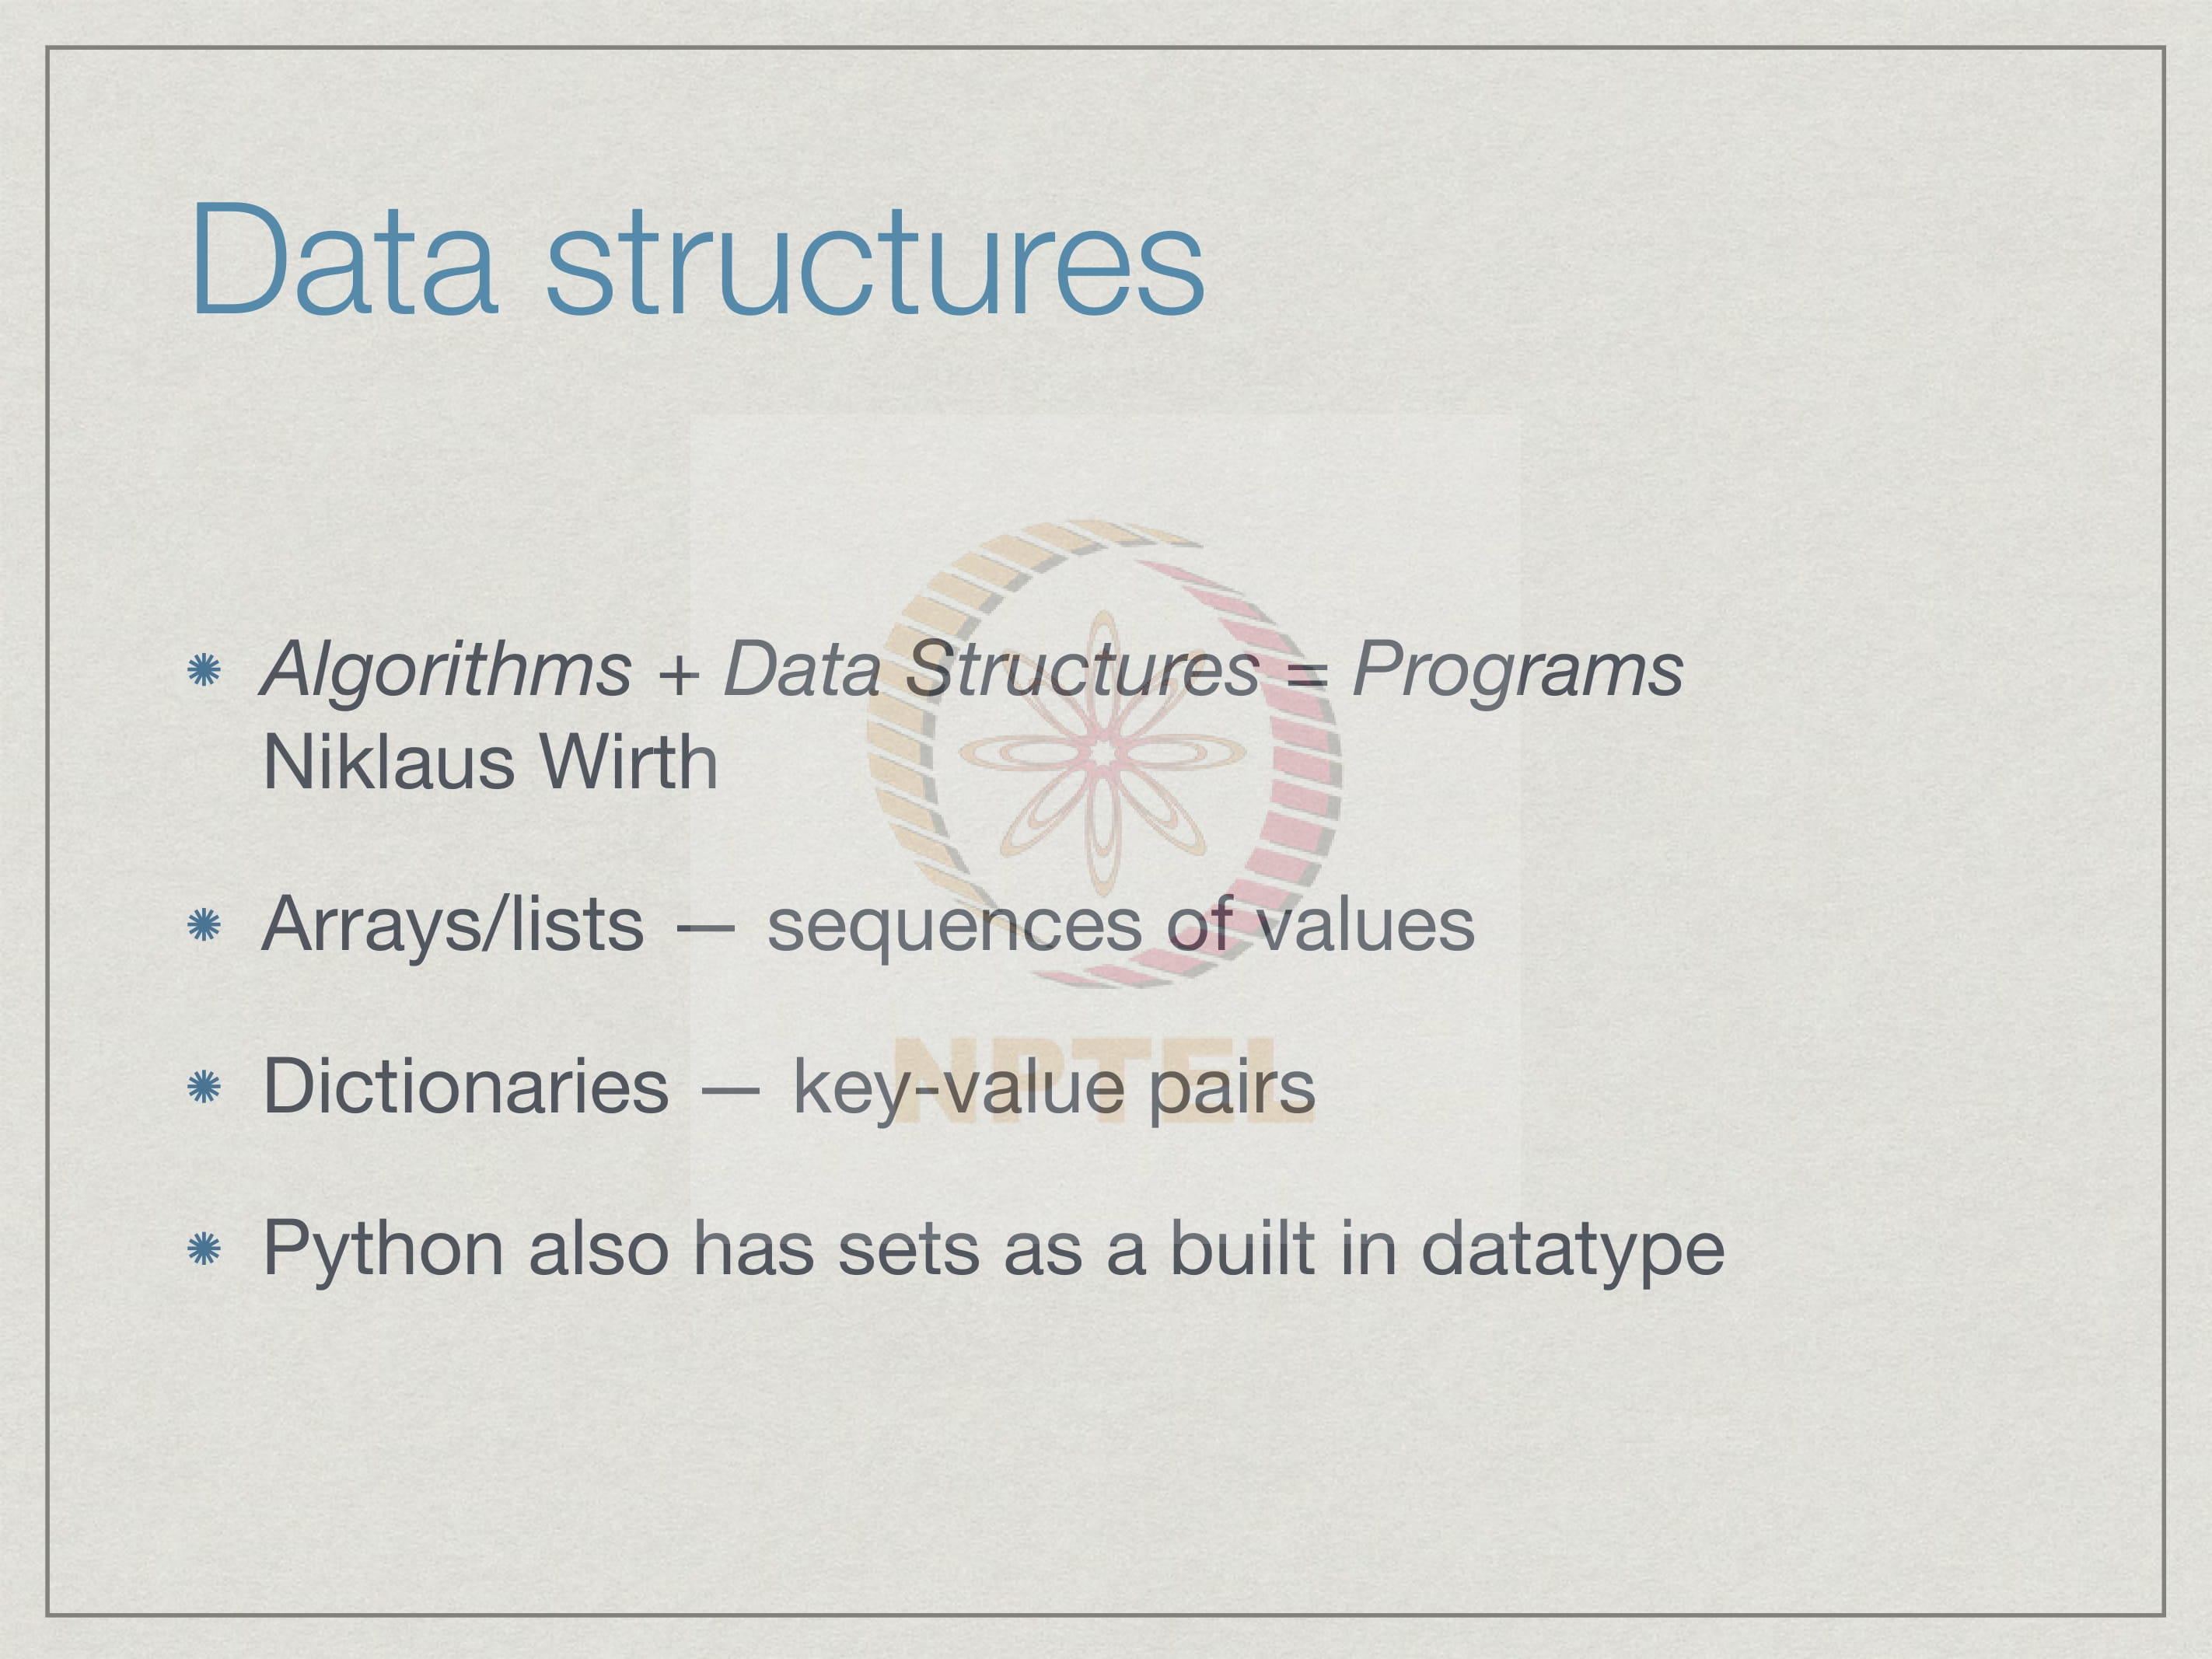 Data structures
Algorithms + Data Structures = Programs
Niklaus Wirth
Arrays/lists — sequences of values
Dictionaries — key-value pairs
Python also has sets as a built in datatype
NPTEL